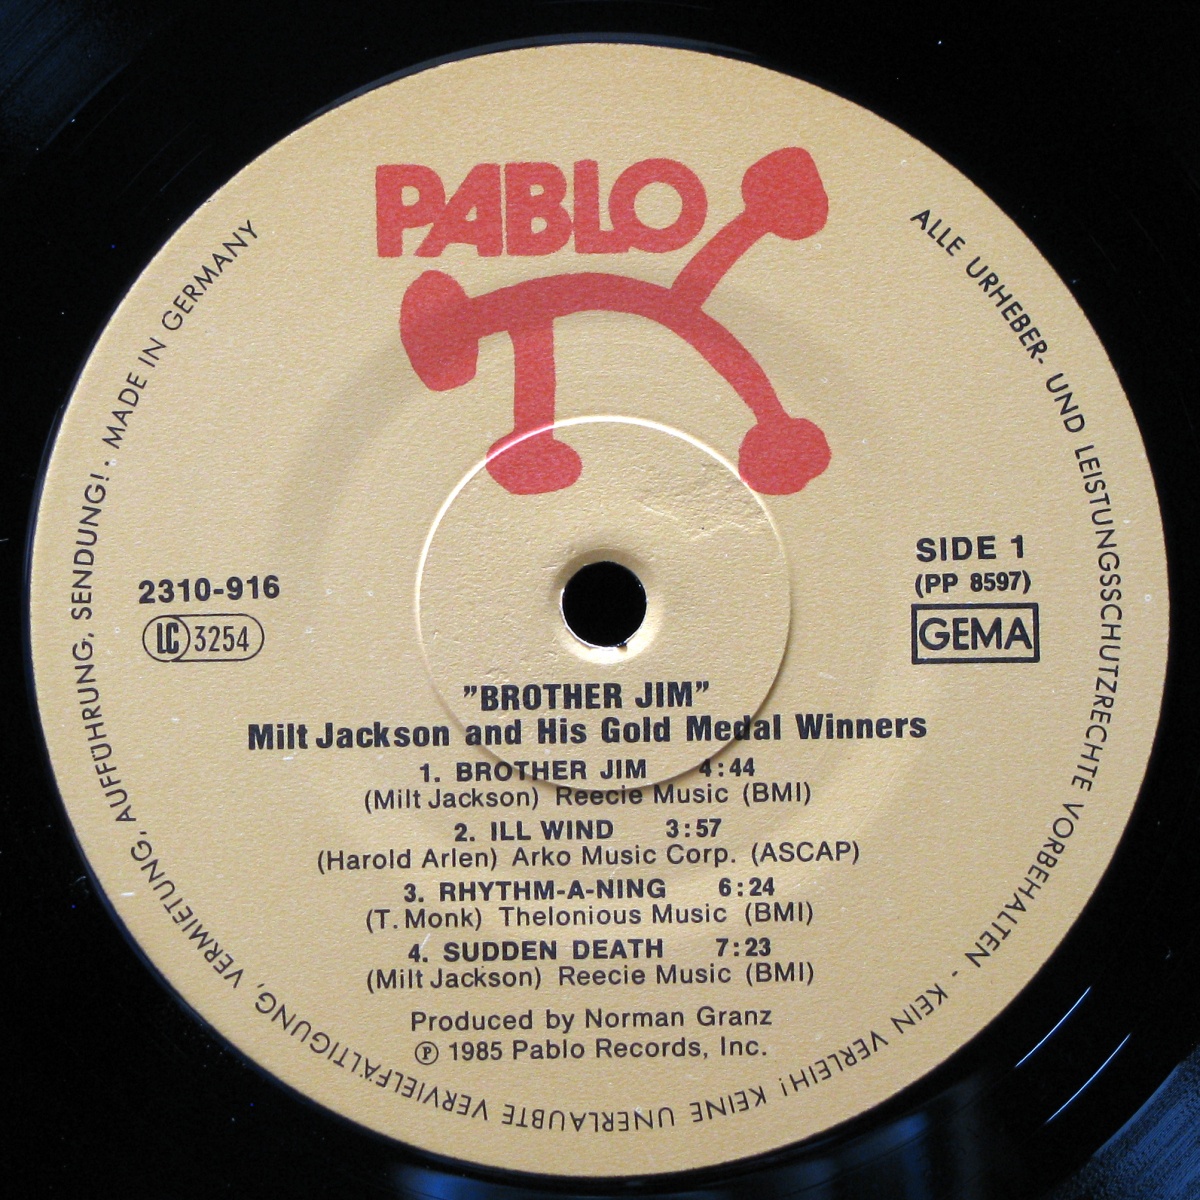 PABLO
ALLE URHEBER- UND LEISTUNGSSCHUTZRECHTE VORBEHALTEN - KEIN VERLEIH! KEINE UNERLAUBTE VERVIELFÄLTIGUNG, VERMIETUNG, AUFFÜHRUNG, SENDUNG! MADE IN GERMANY
2310-916
LC 3254
SIDE 1
(PP 8597)
GEMA
"BROTHER JIM"
Milt Jackson and His Gold Medal Winners
1. BROTHER JIM 4:44
(Milt Jackson) Reecie Music (BMI)
2. ILL WIND 3:57
(Harold Arlen) Arko Music Corp. (ASCAP)
3. RHYTHM-A-NING 6:24
(T. Monk) Thelonious Music (BMI)
4. SUDDEN DEATH 7:23
(Milt Jackson) Reecie Music (BMI)
Produced by Norman Granz
℗ 1985 Pablo Records, Inc.